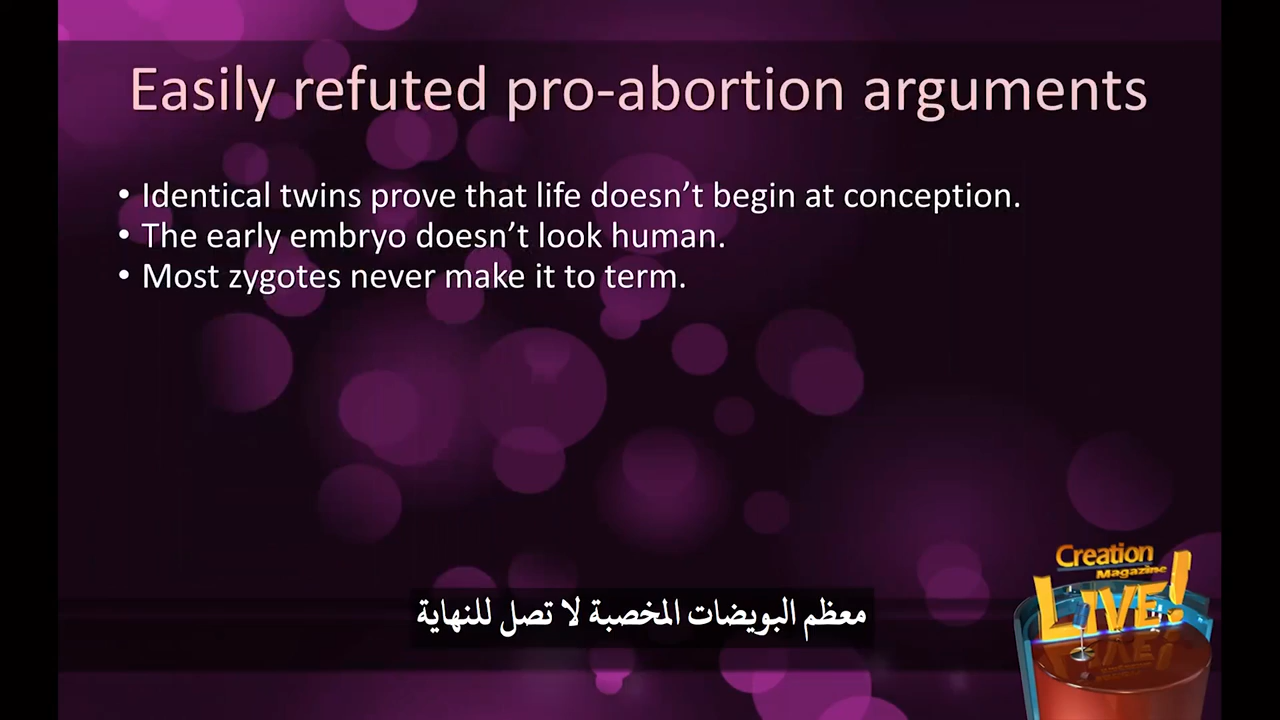 Easily refuted pro-abortion arguments
• Identical twins prove that life doesn’t begin at conception.
• The early embryo doesn’t look human.
• Most zygotes never make it to term.
Creation
Magazine
LIVE!
معظم البويضات المخصبة لا تصل للنهاية